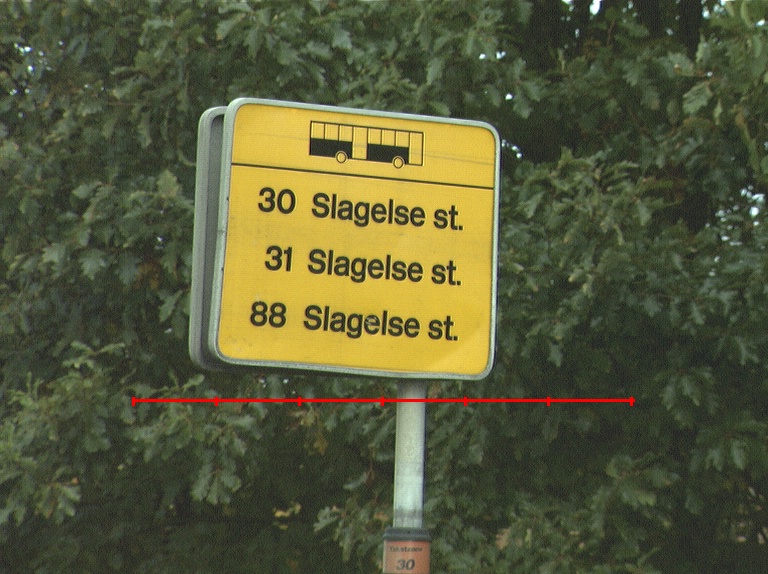 30 Slagelse st.
31 Slagelse st.
88 Slagelse st.
30